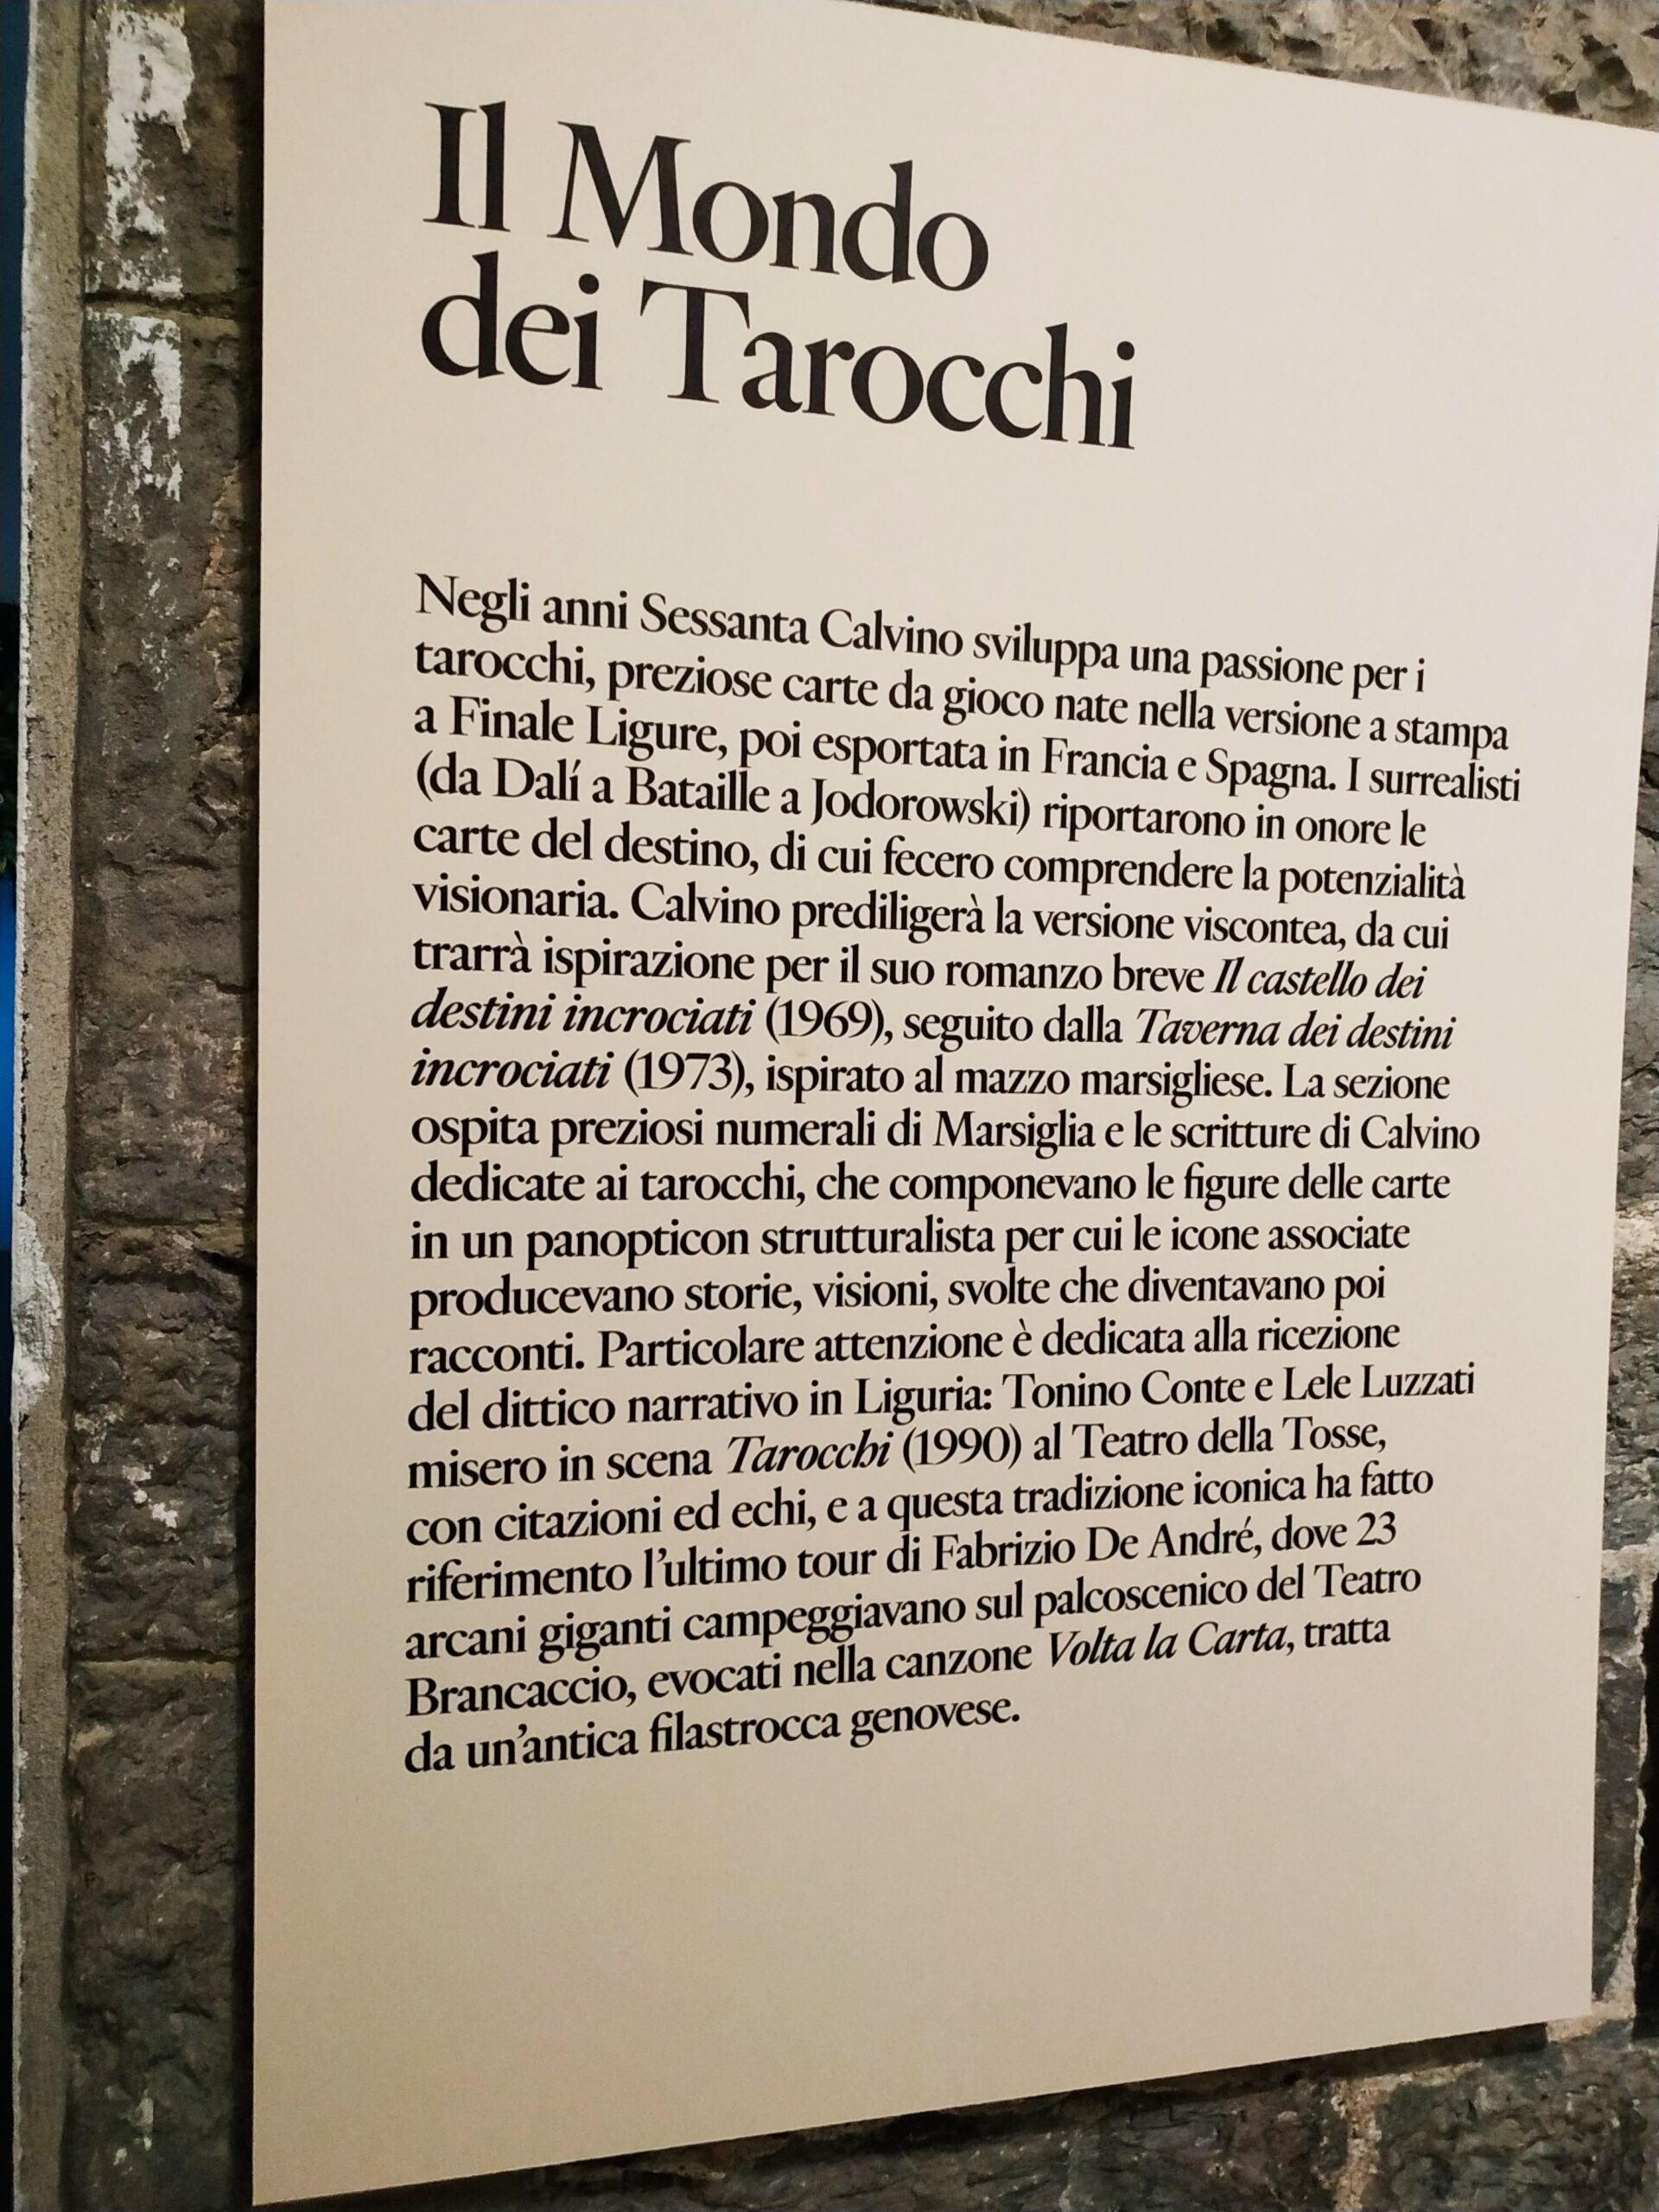 Il Mondo
dei Tarocchi
Negli anni Sessanta Calvino sviluppa una passione per i
tarocchi, preziose carte da gioco nate nella versione a stampa
a Finale Ligure, poi esportata in Francia e Spagna. I surrealisti
(da Dalí a Bataille a Jodorowski) riportarono in onore le
carte del destino, di cui fecero comprendere la potenzialità
visionaria. Calvino prediligerà la versione viscontea, da cui
trarrà ispirazione per il suo romanzo breve Il castello dei
destini incrociati (1969), seguito dalla Taverna dei destini
incrociati (1973), ispirato al mazzo marsigliese. La sezione
ospita preziosi numerali di Marsiglia e le scritture di Calvino
dedicate ai tarocchi, che componevano le figure delle carte
in un panopticon strutturalista per cui le icone associate
producevano storie, visioni, svolte che diventavano poi
racconti. Particolare attenzione è dedicata alla ricezione
del dittico narrativo in Liguria: Tonino Conte e Lele Luzzati
misero in scena Tarocchi (1990) al Teatro della Tosse,
con citazioni ed echi, e a questa tradizione iconica ha fatto
riferimento l’ultimo tour di Fabrizio De André, dove 23
arcani giganti campeggiavano sul palcoscenico del Teatro
Brancaccio, evocati nella canzone Volta la Carta, tratta
da un’antica filastrocca genovese.